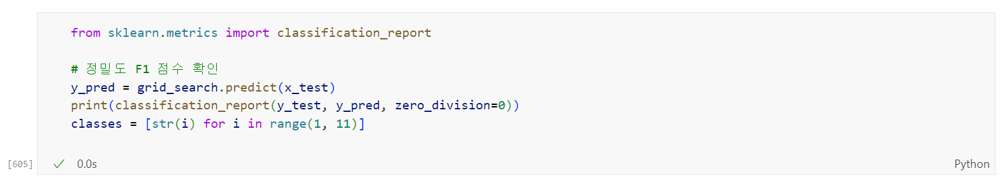 from sklearn.metrics import classification_report
# 정밀도 F1 점수 확인
y_pred = grid_search.predict(x_test)
print(classification_report(y_test, y_pred, zero_division=0))
classes = [str(i) for i in range(1, 11)]
[605] 0.0s Python